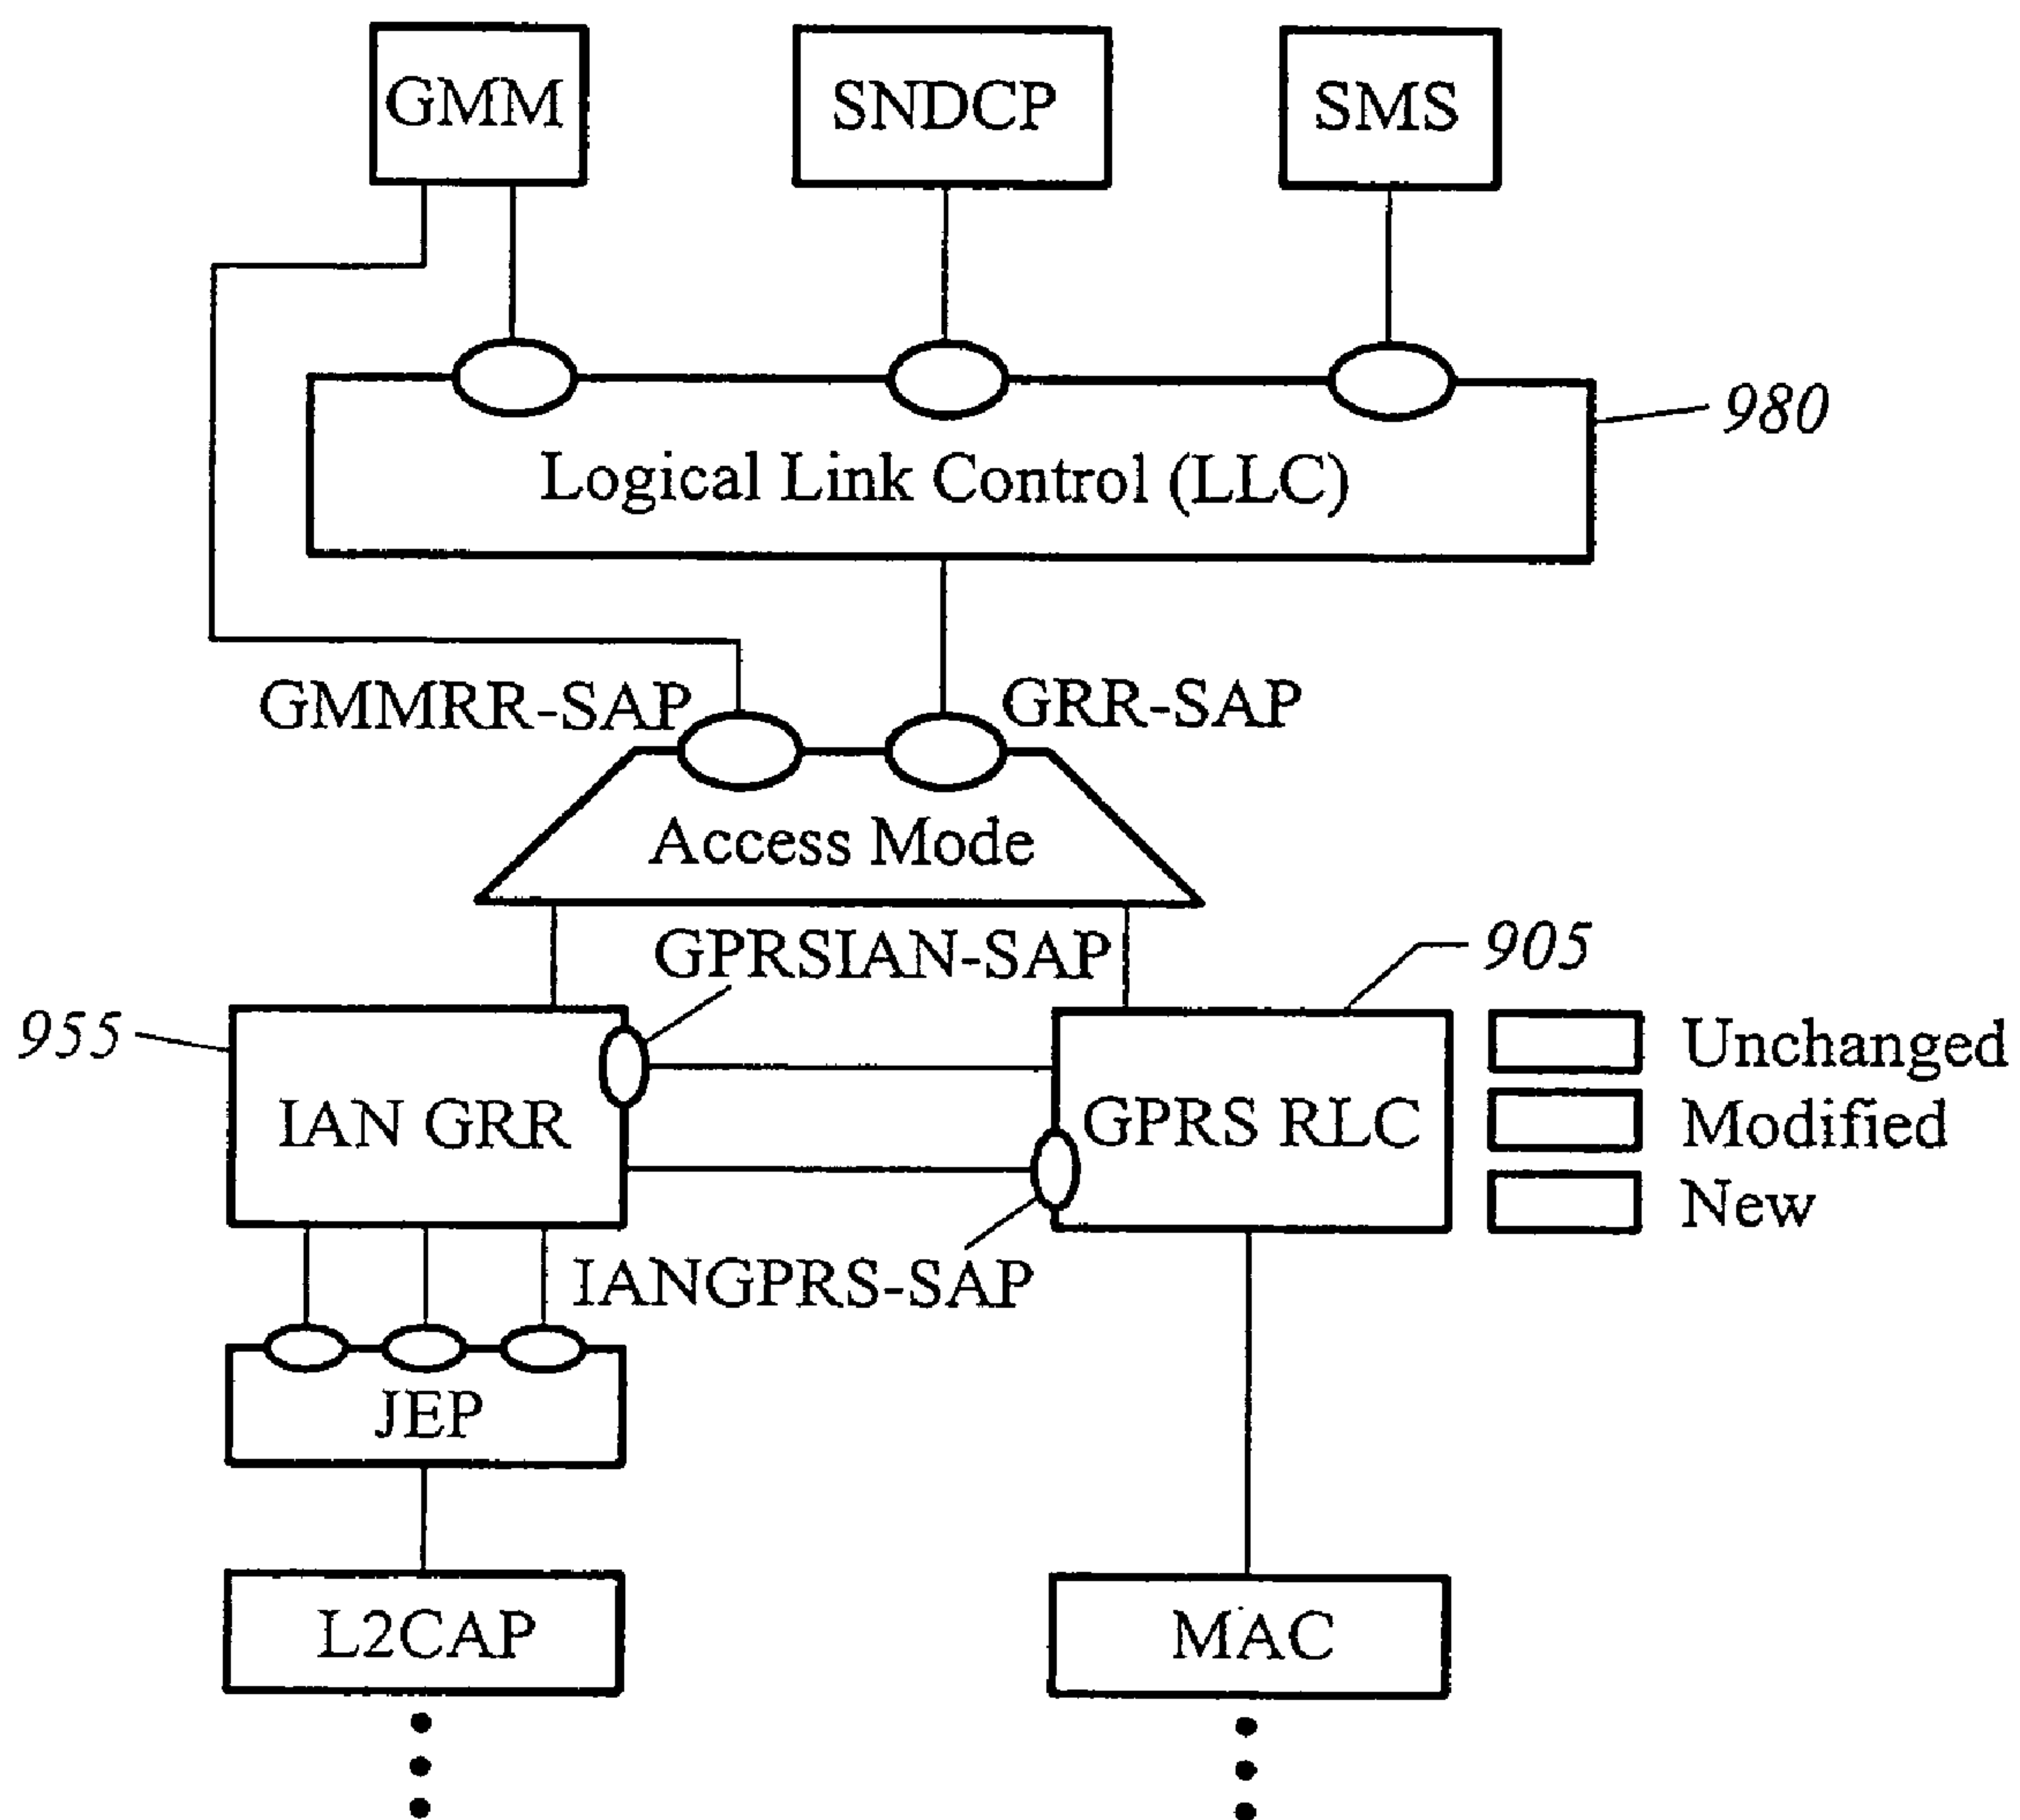 GMM
SNDCP
SMS
980
Logical Link Control (LLC)
GMMRR-SAP
GRR-SAP
Access Mode
GPRSIAN-SAP
905
955
Unchanged
IAN GRR
GPRS RLC
Modified
New
IANGPRS-SAP
JEP
L2CAP
MAC